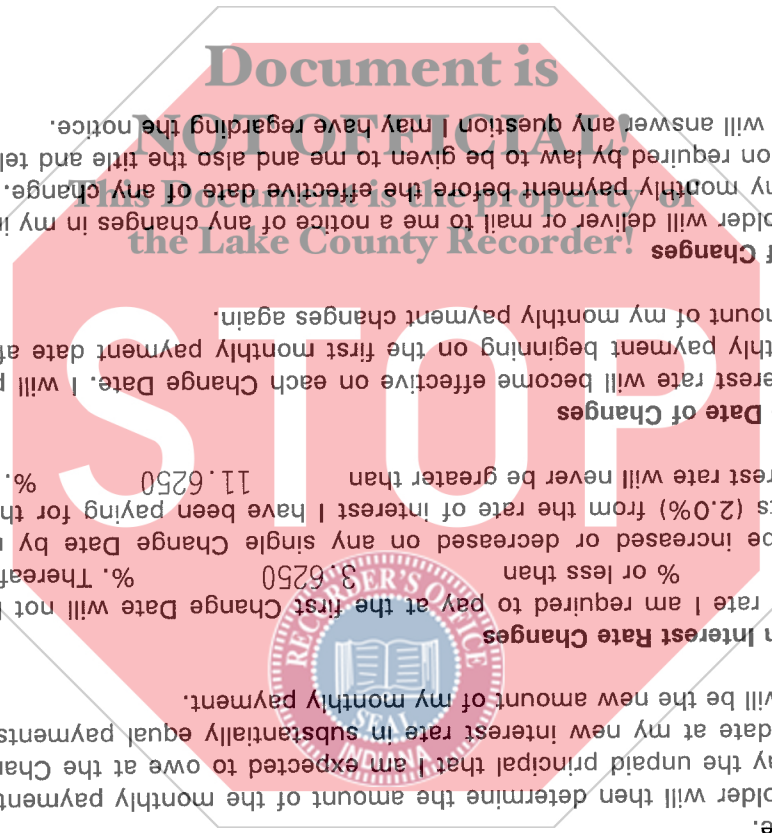 Document is
NOT OFFICIAL!
This Document is the property of
the Lake County Recorder!
STOP
RECORDER'S OFFICE
SEAL
INDIANA
e.
older will then determine the amount of the monthly payment
ay the unpaid principal that I am expected to owe at the Chan
date at my new interest rate in substantially equal payments
will be the new amount of my monthly payment.
n Interest Rate Changes
rate I am required to pay at the first Change Date will not
% or less than 3.6250 %. Thereaf
be increased or decreased on any single Change Date by
ts (2.0%) from the rate of interest I have been paying for th
rest rate will never be greater than 11.6250 %.
Date of Changes
erest rate will become effective on each Change Date. I will p
thly payment beginning on the first monthly payment date af
mount of my monthly payment changes again.
f Changes
older will deliver or mail to me a notice of any changes in my i
ny monthly payment before the effective date of any change.
on required by law to be given to me and also the title and tel
will answer any question I may have regarding the notice.